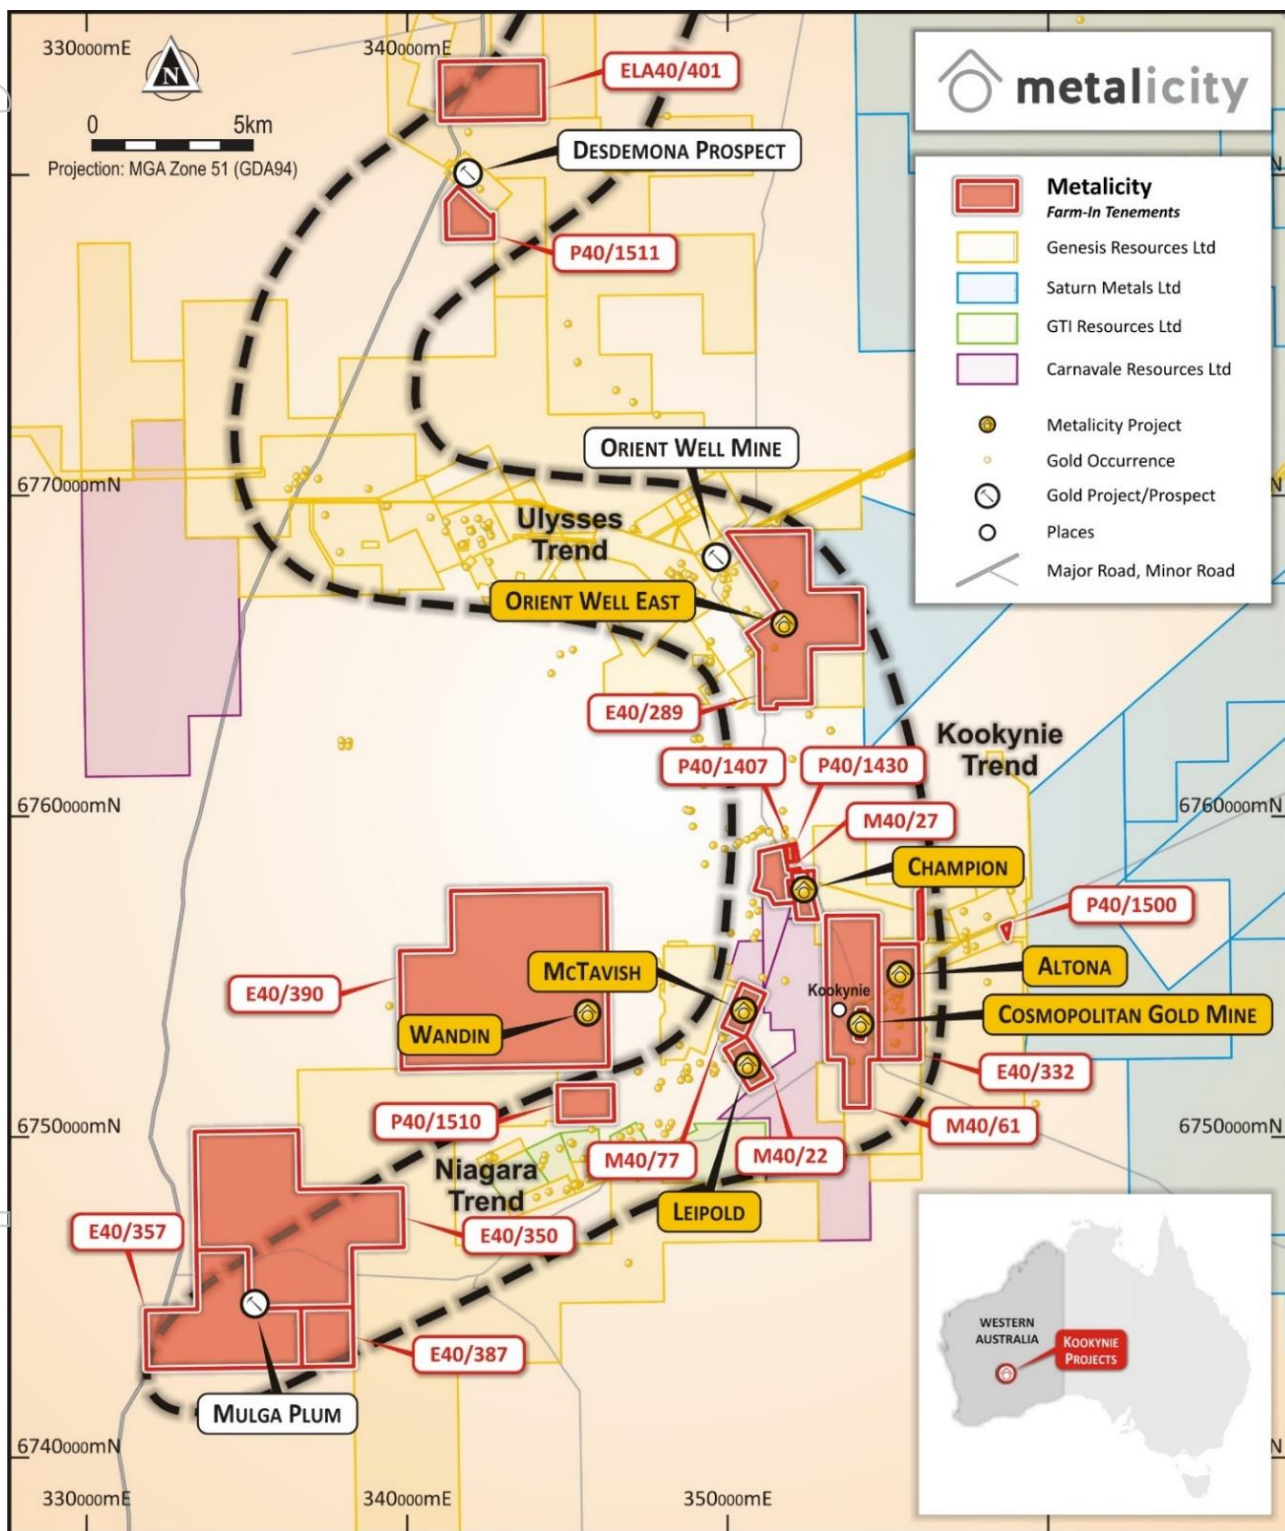 330000mE
340000mE
N
0 5km
Projection: MGA Zone 51 (GDA94)
ELA40/401
DESDEMONA PROSPECT
P40/1511
metalicity
Metalicity
Farm-In Tenements
Genesis Resources Ltd
Saturn Metals Ltd
GTI Resources Ltd
Carnavale Resources Ltd
Metalicity Project
Gold Occurrence
Gold Project/Prospect
Places
Major Road, Minor Road
ORIENT WELL MINE
6770000mN
N
Ulysses
Trend
ORIENT WELL EAST
E40/289
Kookynie
Trend
P40/1407
P40/1430
6760000mN
6760000mN
M40/27
CHAMPION
P40/1500
MCTAVISH
ALTONA
E40/390
Kookynie
WANDIN
COSMOPOLITAN GOLD MINE
E40/332
P40/1510
M40/61
6750000mN
6750000mN
M40/77
M40/22
Niagara
Trend
LEIPOLD
E40/357
E40/350
E40/387
MULGA PLUM
WESTERN
AUSTRALIA
KOOKYNIE
PROJECTS
6740000mN
N
330000mE
340000mE
350000mE